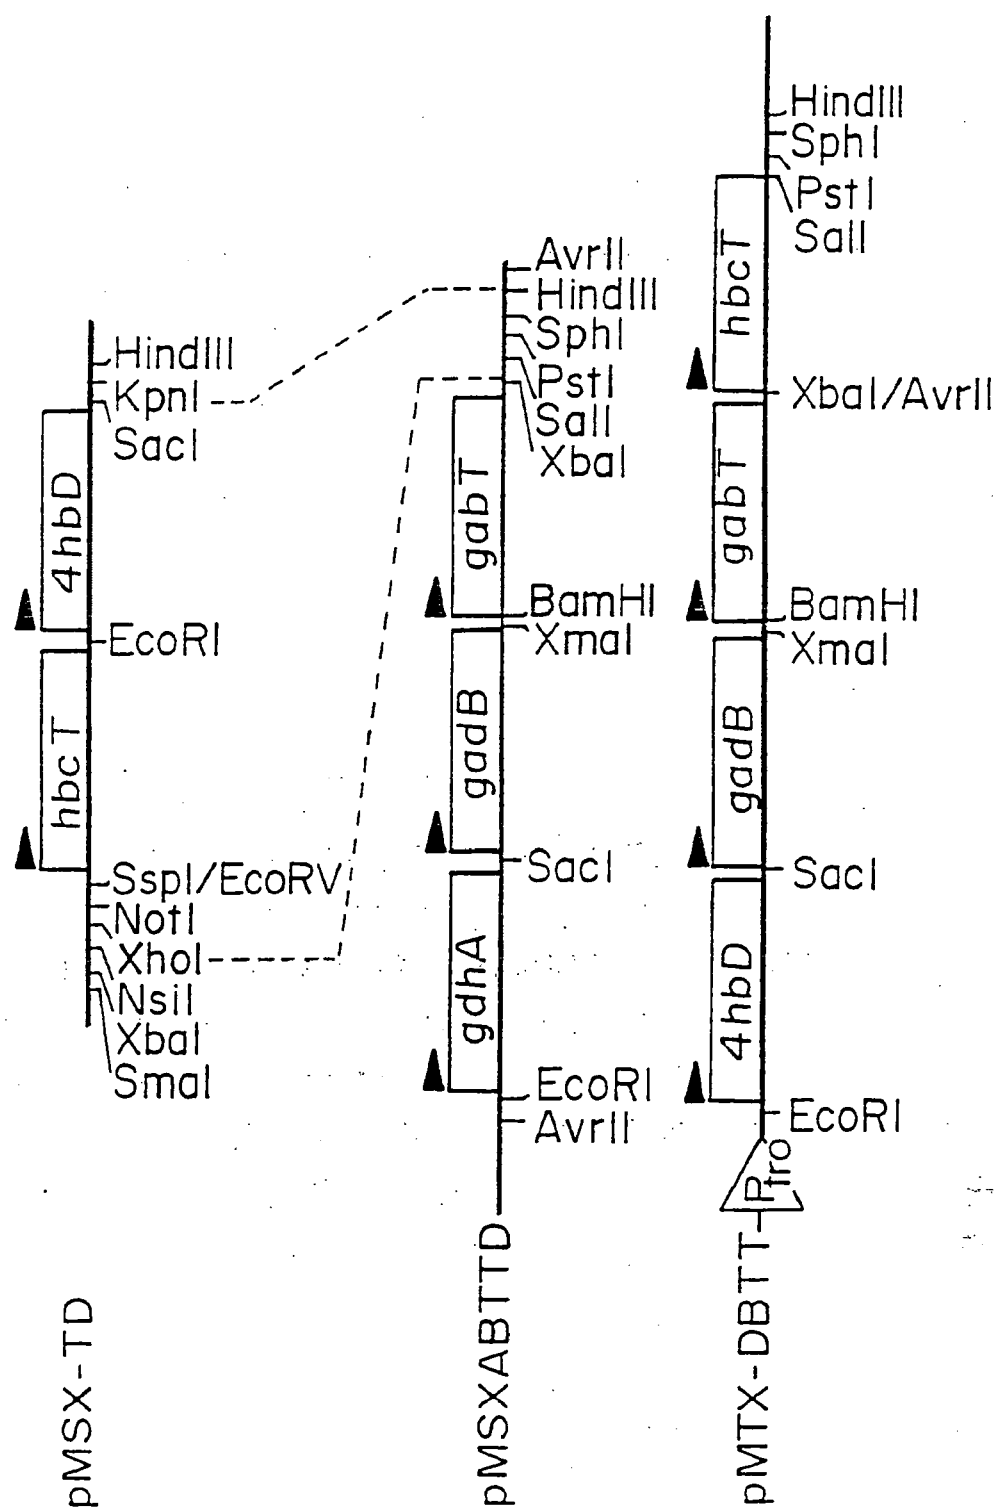 HindIII
KpnI
SacI
4hbD
EcoRI
hbcT
SspI/EcoRV
NotI
XhoI
NsiI
XbaI
SmaI
pMSX-TD
AvrII
HindIII
SphI
PstI
SalI
XbaI
gabT
BamHI
XmaI
gadB
SacI
gdhA
EcoRI
AvrII
pMSXABTTD
HindIII
SphI
PstI
SalI
hbcT
XbaI/AvrII
gabT
BamHI
XmaI
gadB
SacI
4hbD
EcoRI
Ptro
pMTX-DBTT